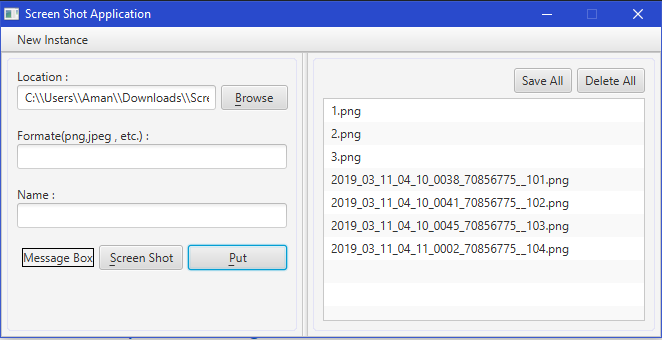 Screen Shot Application
New Instance
Location :
C:\\Users\\Aman\\Downloads\\Scre
Browse
Formate(png,jpeg , etc.) :
Name :
Message Box
Screen Shot
Put
Save All
Delete All
1.png
2.png
3.png
2019_03_11_04_10_0038_70856775__101.png
2019_03_11_04_10_0041_70856775__102.png
2019_03_11_04_10_0045_70856775__103.png
2019_03_11_04_11_0002_70856775__104.png